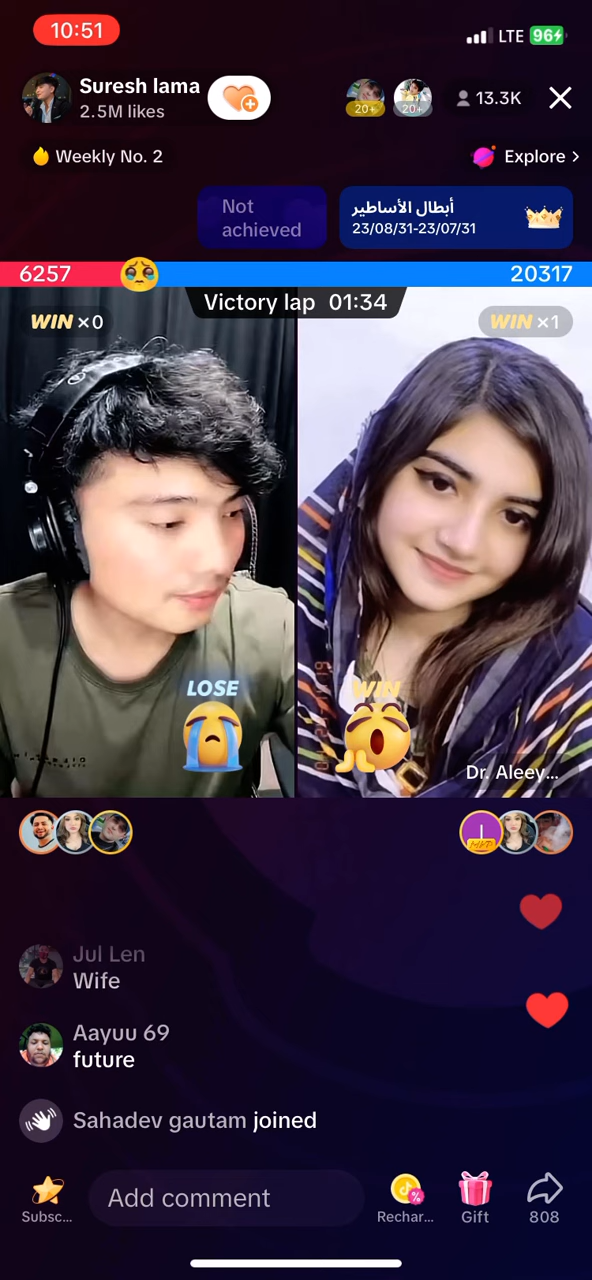 10:51
LTE 96
Suresh lama
2.5M likes
20+
20+
13.3K
Weekly No. 2
Explore >
Not
achieved
أبطال الأساطير
23/08/31-23/07/31
6257
20317
Victory lap 01:34
WIN ×0
WIN ×1
LOSE
WIN
Dr. Aleev...
Jul Len
Wife
Aayuu 69
future
Sahadev gautam joined
Subsc...
Add comment
Rechar...
Gift
808